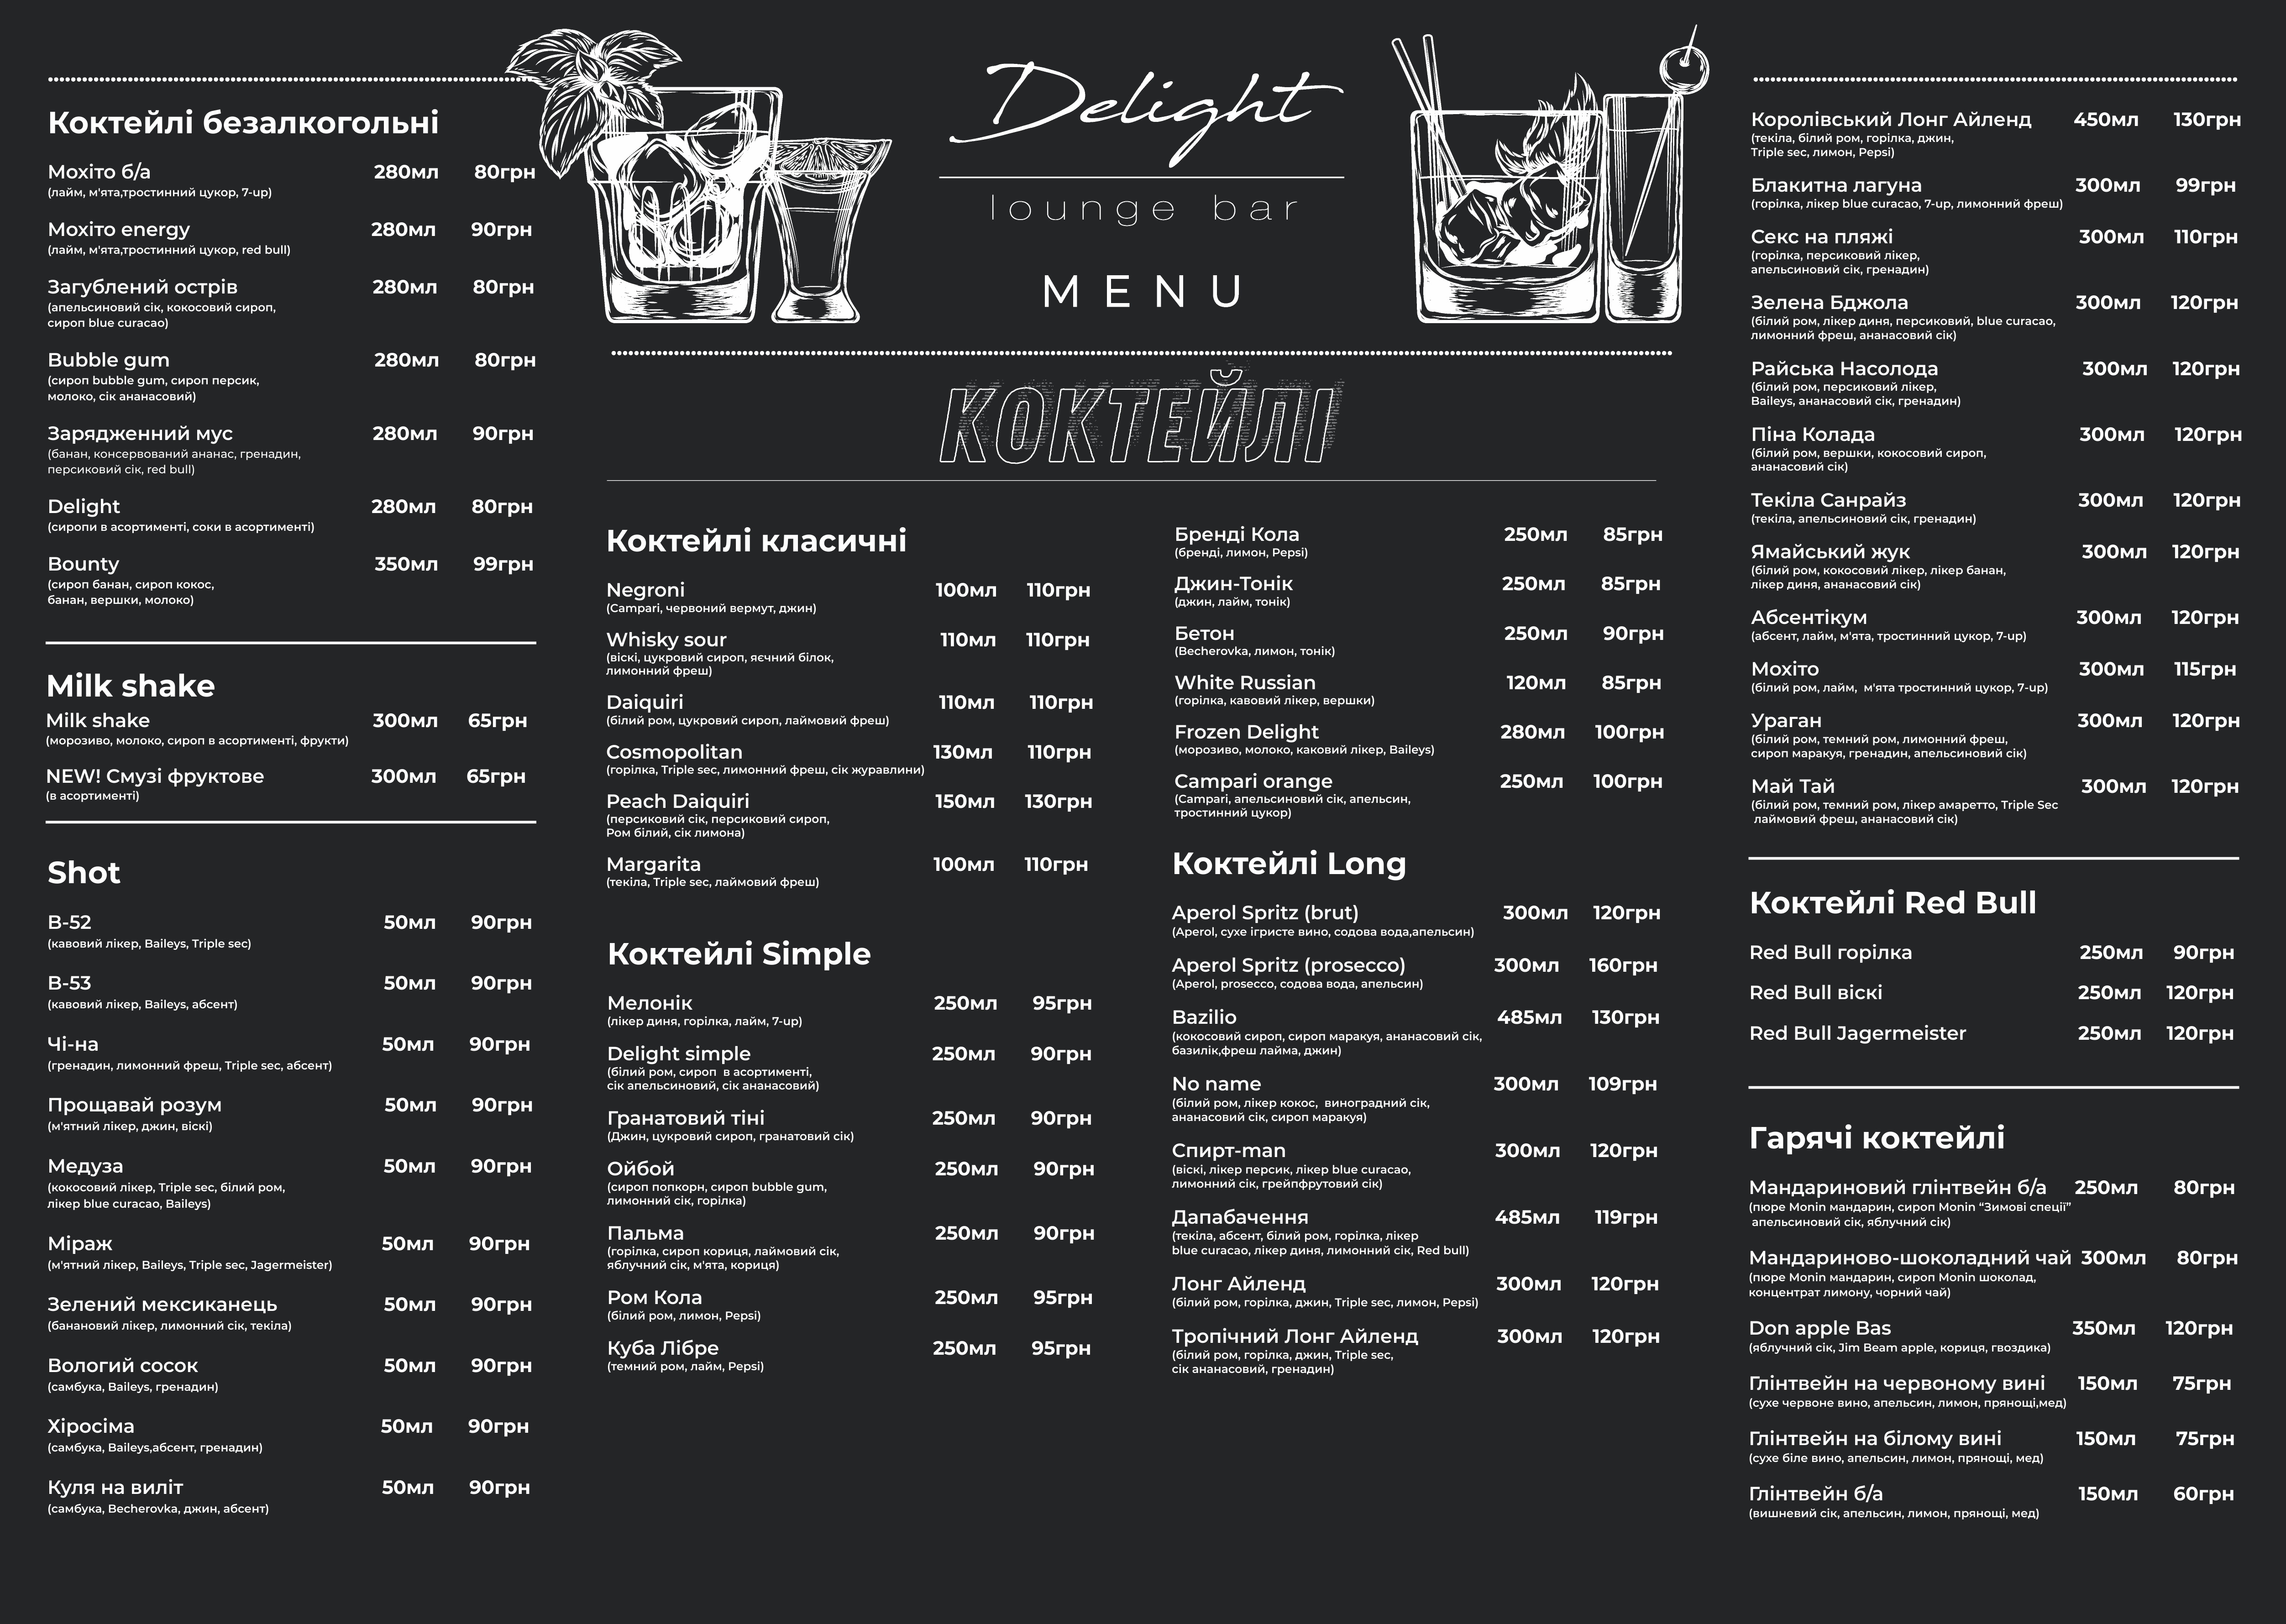 Delight
lounge bar
MENU
КОКТЕЙЛІ
Коктейлі безалкогольні
Мохіто б/а 280мл 80грн
(лайм, м'ята,тростинний цукор, 7-up)
Мохіто energy 280мл 90грн
(лайм, м'ята,тростинний цукор, red bull)
Загублений острів 280мл 80грн
(апельсиновий сік, кокосовий сироп,
сироп blue curacao)
Bubble gum 280мл 80грн
(сироп bubble gum, сироп персик,
молоко, сік ананасовий)
Зарядженний мус 280мл 90грн
(банан, консервований ананас, гренадин,
персиковий сік, red bull)
Delight 280мл 80грн
(сиропи в асортименті, соки в асортименті)
Bounty 350мл 99грн
(сироп банан, сироп кокос,
банан, вершки, молоко)
Milk shake
Milk shake 300мл 65грн
(морозиво, молоко, сироп в асортименті, фрукти)
NEW! Смузі фруктове 300мл 65грн
(в асортименті)
Shot
В-52 50мл 90грн
(кавовий лікер, Baileys, Triple sec)
В-53 50мл 90грн
(кавовий лікер, Baileys, абсент)
Чі-на 50мл 90грн
(гренадин, лимонний фреш, Triple sec, абсент)
Прощавай розум 50мл 90грн
(м'ятний лікер, джин, віскі)
Медуза 50мл 90грн
(кокосовий лікер, Triple sec, білий ром,
лікер blue curacao, Baileys)
Міраж 50мл 90грн
(м'ятний лікер, Baileys, Triple sec, Jagermeister)
Зелений мексиканець 50мл 90грн
(банановий лікер, лимонний сік, текіла)
Вологий сосок 50мл 90грн
(самбука, Baileys, гренадин)
Хіросіма 50мл 90грн
(самбука, Baileys,абсент, гренадин)
Куля на виліт 50мл 90грн
(самбука, Becherovka, джин, абсент)
Коктейлі класичні
Negroni 100мл 110грн
(Campari, червоний вермут, джин)
Whisky sour 110мл 110грн
(віскі, цукровий сироп, яєчний білок,
лимонний фреш)
Daiquiri 110мл 110грн
(білий ром, цукровий сироп, лаймовий фреш)
Cosmopolitan 130мл 110грн
(горілка, Triple sec, лимонний фреш, сік журавлини)
Peach Daiquiri 150мл 130грн
(персиковий сік, персиковий сироп,
Ром білий, сік лимона)
Margarita 100мл 110грн
(текіла, Triple sec, лаймовий фреш)
Коктейлі Simple
Мелонік 250мл 95грн
(лікер диня, горілка, лайм, 7-up)
Delight simple 250мл 90грн
(білий ром, сироп в асортименті,
сік апельсиновий, сік ананасовий)
Гранатовий тіні 250мл 90грн
(Джин, цукровий сироп, гранатовий сік)
Ойбой 250мл 90грн
(сироп попкорн, сироп bubble gum,
лимонний сік, горілка)
Пальма 250мл 90грн
(горілка, сироп кориця, лаймовий сік,
яблучний сік, м'ята, кориця)
Ром Кола 250мл 95грн
(білий ром, лимон, Pepsi)
Куба Лібре 250мл 95грн
(темний ром, лайм, Pepsi)
Бренді Кола 250мл 85грн
(бренді, лимон, Pepsi)
Джин-Тонік 250мл 85грн
(джин, лайм, тонік)
Бетон 250мл 90грн
(Becherovka, лимон, тонік)
White Russian 120мл 85грн
(горілка, кавовий лікер, вершки)
Frozen Delight 280мл 100грн
(морозиво, молоко, каковий лікер, Baileys)
Campari orange 250мл 100грн
(Campari, апельсиновий сік, апельсин,
тростинний цукор)
Коктейлі Long
Aperol Spritz (brut) 300мл 120грн
(Aperol, сухе ігристе вино, содова вода,апельсин)
Aperol Spritz (prosecco) 300мл 160грн
(Aperol, prosecco, содова вода, апельсин)
Bazilio 485мл 130грн
(кокосовий сироп, сироп маракуя, ананасовий сік,
базилік,фреш лайма, джин)
No name 300мл 109грн
(білий ром, лікер кокос, виноградний сік,
ананасовий сік, сироп маракуя)
Спирт-man 300мл 120грн
(віскі, лікер персик, лікер blue curacao,
лимонний сік, грейпфрутовий сік)
Дапабачення 485мл 119грн
(текіла, абсент, білий ром, горілка, лікер
blue curacao, лікер диня, лимонний сік, Red bull)
Лонг Айленд 300мл 120грн
(білий ром, горілка, джин, Triple sec, лимон, Pepsi)
Тропічний Лонг Айленд 300мл 120грн
(білий ром, горілка, джин, Triple sec,
сік ананасовий, гренадин)
Королівський Лонг Айленд 450мл 130грн
(текіла, білий ром, горілка, джин,
Triple sec, лимон, Pepsi)
Блакитна лагуна 300мл 99грн
(горілка, лікер blue curacao, 7-up, лимонний фреш)
Секс на пляжі 300мл 110грн
(горілка, персиковий лікер,
апельсиновий сік, гренадин)
Зелена Бджола 300мл 120грн
(білий ром, лікер диня, персиковий, blue curacao,
лимонний фреш, ананасовий сік)
Райська Насолода 300мл 120грн
(білий ром, персиковий лікер,
Baileys, ананасовий сік, гренадин)
Піна Колада 300мл 120грн
(білий ром, вершки, кокосовий сироп,
ананасовий сік)
Текіла Санрайз 300мл 120грн
(текіла, апельсиновий сік, гренадин)
Ямайський жук 300мл 120грн
(білий ром, кокосовий лікер, лікер банан,
лікер диня, ананасовий сік)
Абсентікум 300мл 120грн
(абсент, лайм, м'ята, тростинний цукор, 7-up)
Мохіто 300мл 115грн
(білий ром, лайм, м'ята тростинний цукор, 7-up)
Ураган 300мл 120грн
(білий ром, темний ром, лимонний фреш,
сироп маракуя, гренадин, апельсиновий сік)
Май Тай 300мл 120грн
(білий ром, темний ром, лікер амаретто, Triple Sec
лаймовий фреш, ананасовий сік)
Коктейлі Red Bull
Red Bull горілка 250мл 90грн
Red Bull віскі 250мл 120грн
Red Bull Jagermeister 250мл 120грн
Гарячі коктейлі
Мандариновий глінтвейн б/а 250мл 80грн
(пюре Monin мандарин, сироп Monin “Зимові спеції”
апельсиновий сік, яблучний сік)
Мандариново-шоколадний чай 300мл 80грн
(пюре Monin мандарин, сироп Monin шоколад,
концентрат лимону, чорний чай)
Don apple Bas 350мл 120грн
(яблучний сік, Jim Beam apple, кориця, гвоздика)
Глінтвейн на червоному вині 150мл 75грн
(сухе червоне вино, апельсин, лимон, прянощі,мед)
Глінтвейн на білому вині 150мл 75грн
(сухе біле вино, апельсин, лимон, прянощі, мед)
Глінтвейн б/а 150мл 60грн
(вишневий сік, апельсин, лимон, прянощі, мед)